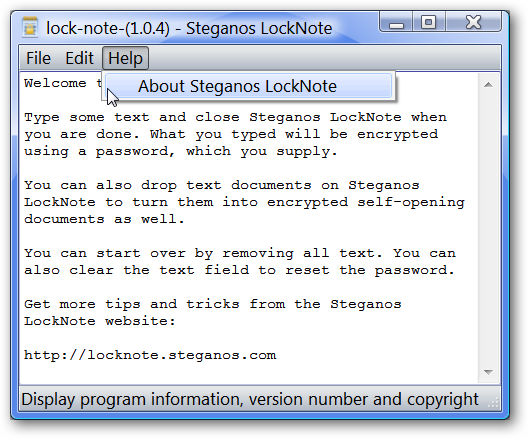 lock-note-(1.0.4) - Steganos LockNote
File Edit Help
About Steganos LockNote
Welcome
Type some text and close Steganos LockNote when
you are done. What you typed will be encrypted
using a password, which you supply.
You can also drop text documents on Steganos
LockNote to turn them into encrypted self-opening
documents as well.
You can start over by removing all text. You can
also clear the text field to reset the password.
Get more tips and tricks from the Steganos
LockNote website:
http://locknote.steganos.com
Display program information, version number and copyright